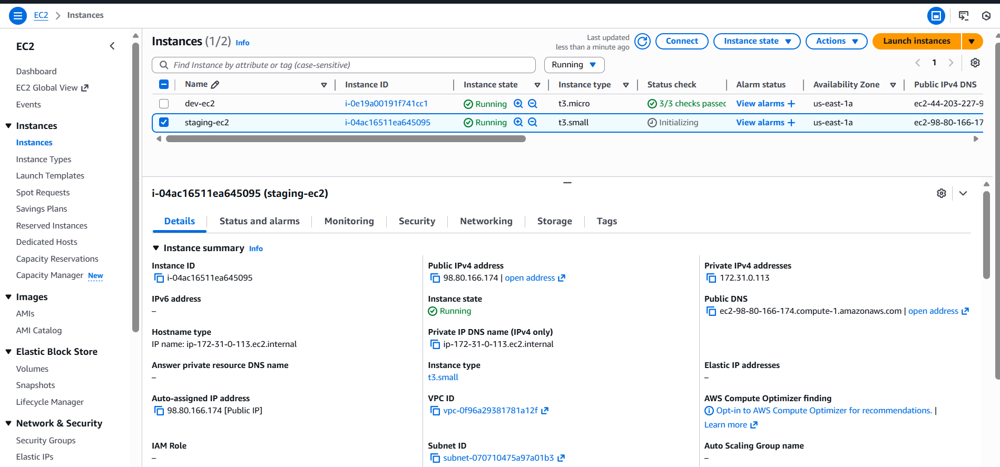 EC2 > Instances
EC2
Dashboard
EC2 Global View
Events
Instances
Instances
Instance Types
Launch Templates
Spot Requests
Savings Plans
Reserved Instances
Dedicated Hosts
Capacity Reservations
Capacity Manager New
Images
AMIs
AMI Catalog
Elastic Block Store
Volumes
Snapshots
Lifecycle Manager
Network & Security
Security Groups
Elastic IPs
Instances (1/2) Info
Last updated
less than a minute ago
Connect
Instance state
Actions
Launch instances
Find Instance by attribute or tag (case-sensitive)
Running
1
Name Instance ID Instance state Instance type Status check Alarm status Availability Zone Public IPv4 DNS
dev-ec2 i-0e19a00191f741cc1 Running t3.micro 3/3 checks passed View alarms + us-east-1a ec2-44-203-227-9
staging-ec2 i-04ac16511ea645095 Running t3.small Initializing View alarms + us-east-1a ec2-98-80-166-17
i-04ac16511ea645095 (staging-ec2)
Details Status and alarms Monitoring Security Networking Storage Tags
Instance summary Info
Instance ID
i-04ac16511ea645095
Public IPv4 address
98.80.166.174 | open address
Private IPv4 addresses
172.31.0.113
IPv6 address
–
Instance state
Running
Public DNS
ec2-98-80-166-174.compute-1.amazonaws.com | open address
Hostname type
IP name: ip-172-31-0-113.ec2.internal
Private IP DNS name (IPv4 only)
ip-172-31-0-113.ec2.internal
Answer private resource DNS name
–
Instance type
t3.small
Elastic IP addresses
–
Auto-assigned IP address
98.80.166.174 [Public IP]
VPC ID
vpc-0f96a29381781a12f
AWS Compute Optimizer finding
Opt-in to AWS Compute Optimizer for recommendations. |
Learn more
IAM Role
–
Subnet ID
subnet-070710475a97a01b3
Auto Scaling Group name
–